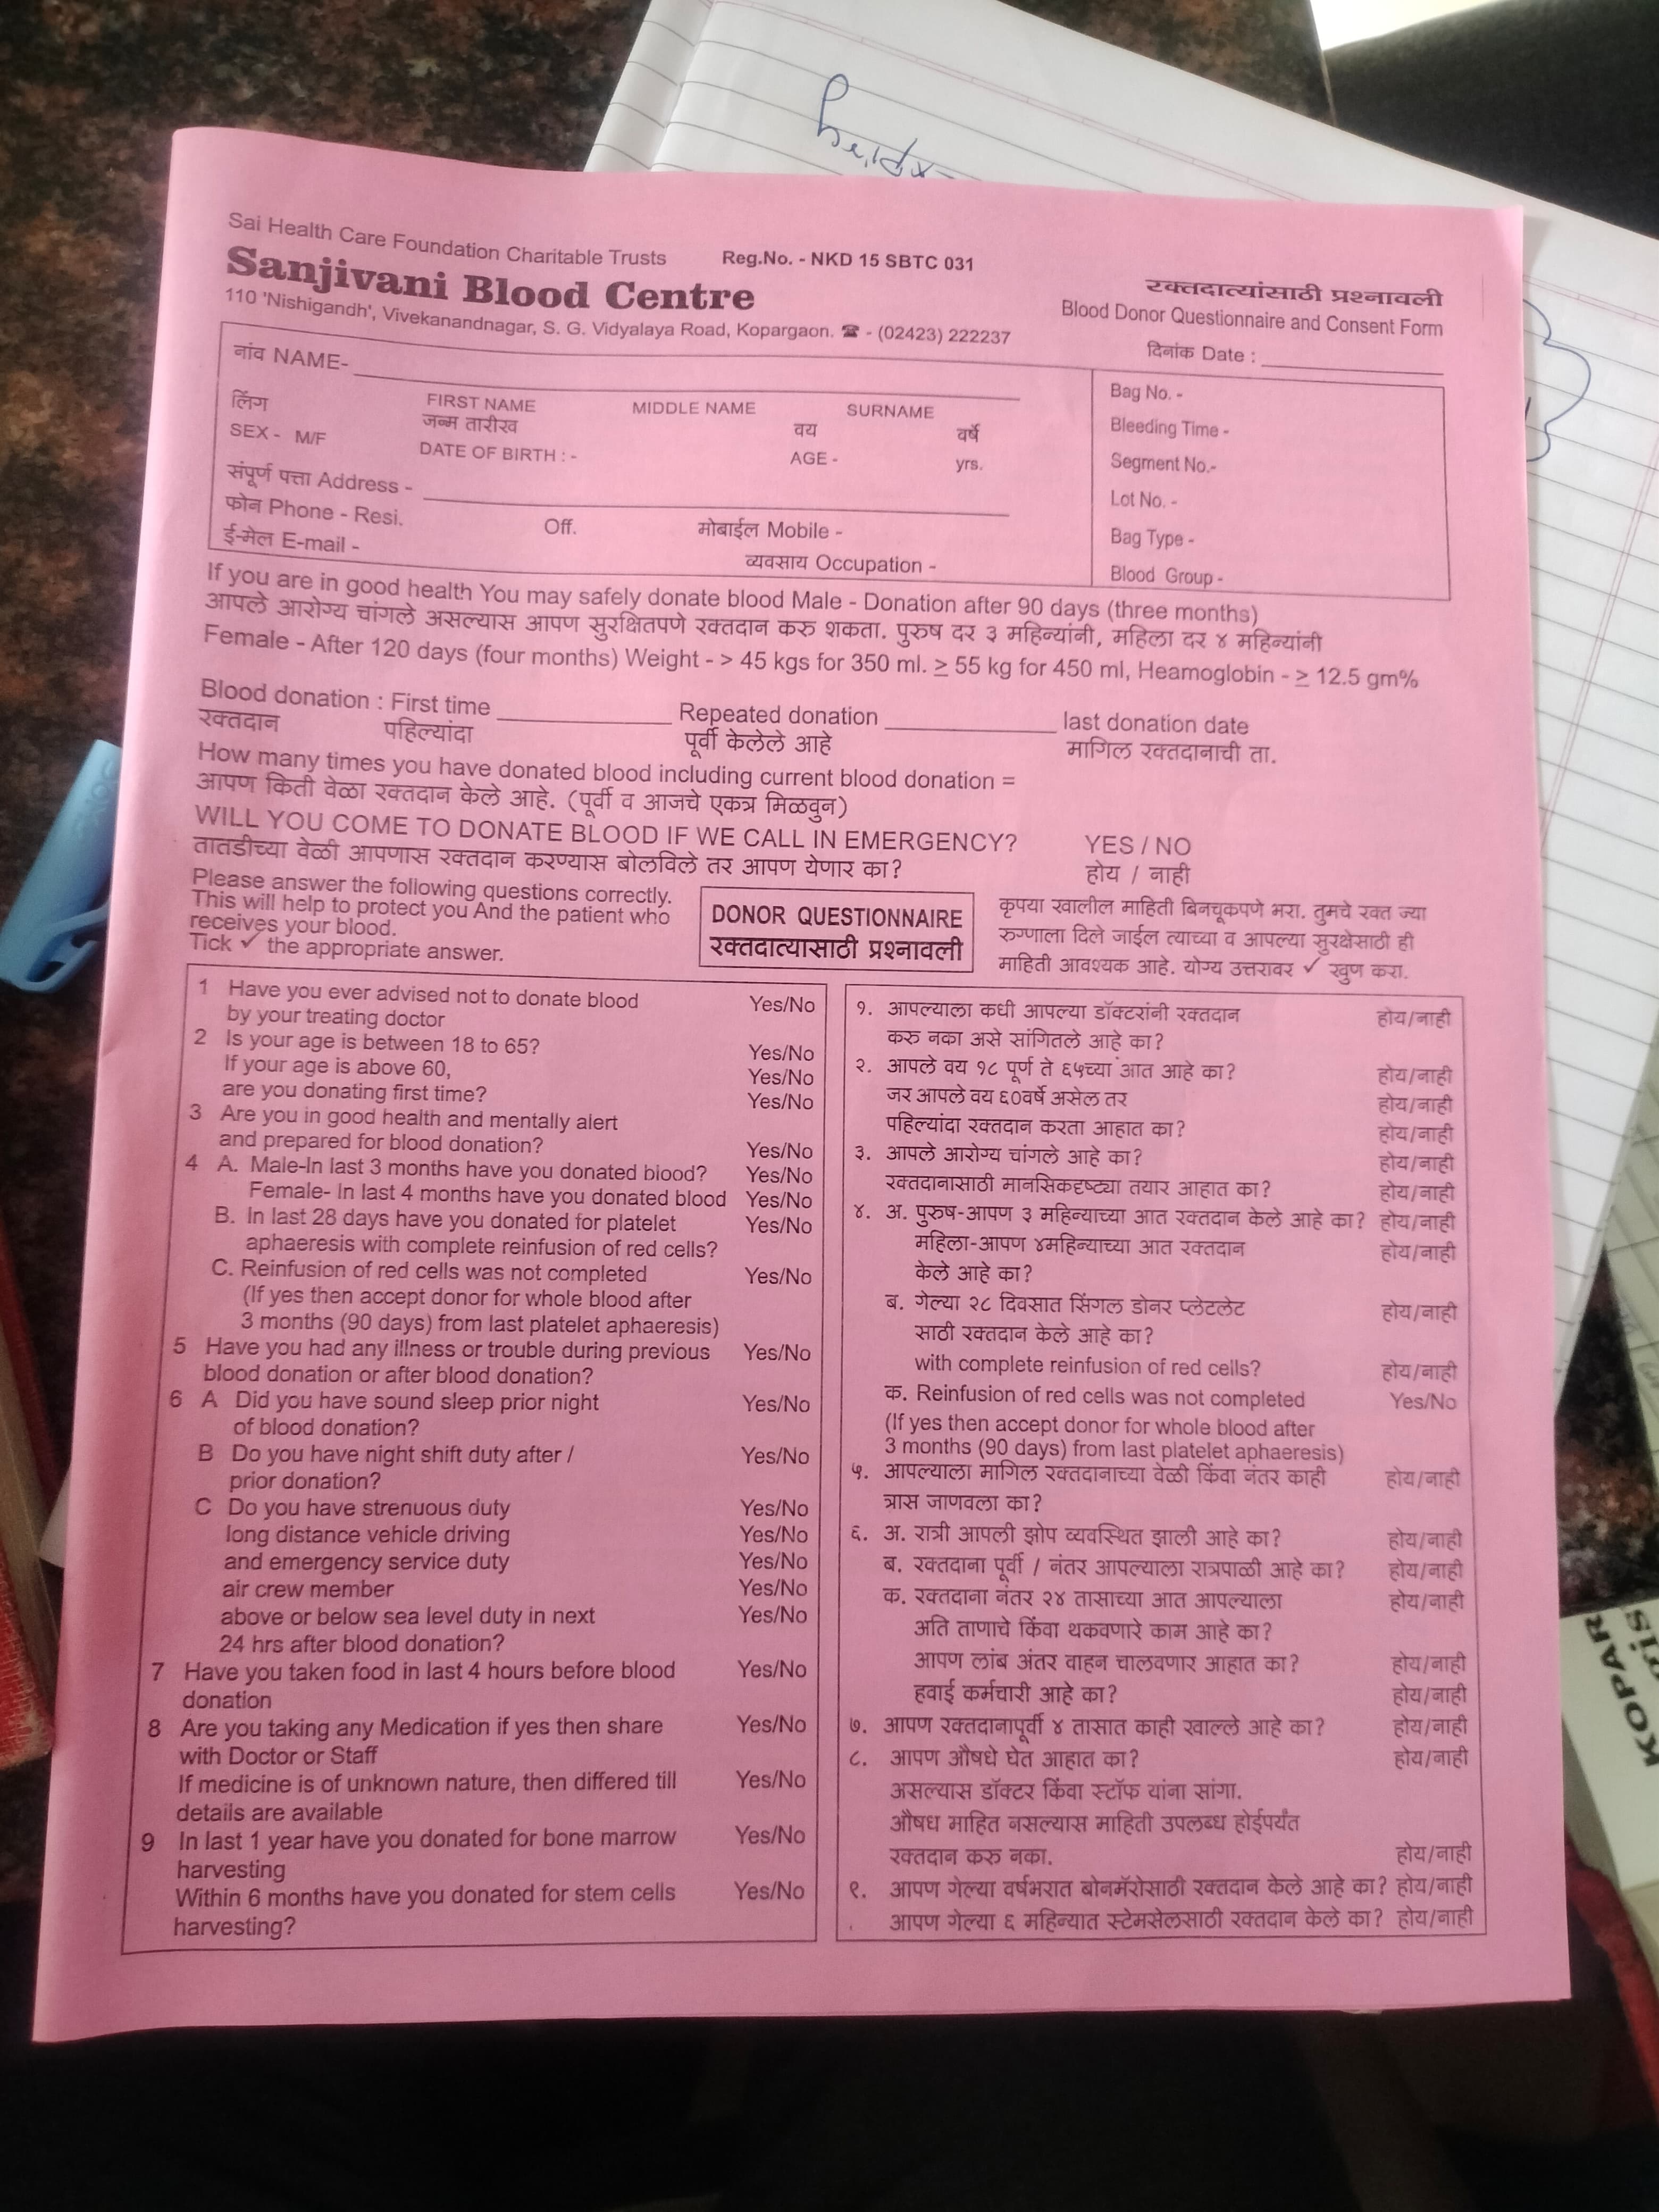 Sai Health Care Foundation Charitable Trusts Reg.No. - NKD 15 SBTC 031
Sanjivani Blood Centre
110 'Nishigandh', Vivekanandnagar, S. G. Vidyalaya Road, Kopargaon. ☎ - (02423) 222237
रक्तदात्यांसाठी प्रश्नावली
Blood Donor Questionnaire and Consent Form
दिनांक Date :
नांव NAME-
FIRST NAME MIDDLE NAME SURNAME
लिंग जन्म तारीख वय वर्षे
SEX - M/F DATE OF BIRTH : - AGE - yrs.
संपूर्ण पत्ता Address -
फोन Phone - Resi. Off. मोबाईल Mobile -
ई-मेल E-mail - व्यवसाय Occupation -
Bag No. -
Bleeding Time -
Segment No.-
Lot No. -
Bag Type -
Blood Group -
If you are in good health You may safely donate blood Male - Donation after 90 days (three months)
आपले आरोग्य चांगले असल्यास आपण सुरक्षितपणे रक्तदान करु शकता. पुरुष दर ३ महिन्यांनी, महिला दर ४ महिन्यांनी
Female - After 120 days (four months) Weight - > 45 kgs for 350 ml. ≥ 55 kg for 450 ml, Heamoglobin - ≥ 12.5 gm%
Blood donation : First time Repeated donation last donation date
रक्तदान पहिल्यांदा पूर्वी केलेले आहे मागिल रक्तदानाची ता.
How many times you have donated blood including current blood donation =
आपण किती वेळा रक्तदान केले आहे. (पूर्वी व आजचे एकत्र मिळवुन)
WILL YOU COME TO DONATE BLOOD IF WE CALL IN EMERGENCY? YES / NO
तातडीच्या वेळी आपणास रक्तदान करण्यास बोलविले तर आपण येणार का? होय / नाही
Please answer the following questions correctly.
This will help to protect you And the patient who
receives your blood.
Tick ✓ the appropriate answer.
DONOR QUESTIONNAIRE
रक्तदात्यासाठी प्रश्नावली
कृपया खालील माहिती बिनचूकपणे भरा. तुमचे रक्त ज्या
रुग्णाला दिले जाईल त्याच्या व आपल्या सुरक्षेसाठी ही
माहिती आवश्यक आहे. योग्य उत्तरावर ✓ खुण करा.
1 Have you ever advised not to donate blood Yes/No
by your treating doctor
2 Is your age is between 18 to 65? Yes/No
If your age is above 60, Yes/No
are you donating first time? Yes/No
3 Are you in good health and mentally alert
and prepared for blood donation? Yes/No
4 A. Male-In last 3 months have you donated blood? Yes/No
Female- In last 4 months have you donated blood Yes/No
B. In last 28 days have you donated for platelet Yes/No
aphaeresis with complete reinfusion of red cells?
C. Reinfusion of red cells was not completed Yes/No
(If yes then accept donor for whole blood after
3 months (90 days) from last platelet aphaeresis)
5 Have you had any illness or trouble during previous Yes/No
blood donation or after blood donation?
6 A Did you have sound sleep prior night Yes/No
of blood donation?
B Do you have night shift duty after / Yes/No
prior donation?
C Do you have strenuous duty Yes/No
long distance vehicle driving Yes/No
and emergency service duty Yes/No
air crew member Yes/No
above or below sea level duty in next Yes/No
24 hrs after blood donation?
7 Have you taken food in last 4 hours before blood Yes/No
donation
8 Are you taking any Medication if yes then share Yes/No
with Doctor or Staff
If medicine is of unknown nature, then differed till Yes/No
details are available
9 In last 1 year have you donated for bone marrow Yes/No
harvesting
Within 6 months have you donated for stem cells Yes/No
harvesting?
१. आपल्याला कधी आपल्या डॉक्टरांनी रक्तदान होय/नाही
करु नका असे सांगितले आहे का?
२. आपले वय १८ पूर्ण ते ६५च्या आत आहे का? होय/नाही
जर आपले वय ६०वर्षे असेल तर होय/नाही
पहिल्यांदा रक्तदान करता आहात का? होय/नाही
३. आपले आरोग्य चांगले आहे का? होय/नाही
रक्तदानासाठी मानसिकदृष्ट्या तयार आहात का? होय/नाही
४. अ. पुरुष-आपण ३ महिन्याच्या आत रक्तदान केले आहे का? होय/नाही
महिला-आपण ४महिन्याच्या आत रक्तदान होय/नाही
केले आहे का?
ब. गेल्या २८ दिवसात सिंगल डोनर प्लेटलेट होय/नाही
साठी रक्तदान केले आहे का?
with complete reinfusion of red cells? होय/नाही
क. Reinfusion of red cells was not completed Yes/No
(If yes then accept donor for whole blood after
3 months (90 days) from last platelet aphaeresis)
५. आपल्याला मागिल रक्तदानाच्या वेळी किंवा नंतर काही होय/नाही
त्रास जाणवला का?
६. अ. रात्री आपली झोप व्यवस्थित झाली आहे का? होय/नाही
ब. रक्तदाना पूर्वी / नंतर आपल्याला रात्रपाळी आहे का? होय/नाही
क. रक्तदाना नंतर २४ तासाच्या आत आपल्याला होय/नाही
अति ताणाचे किंवा थकवणारे काम आहे का?
आपण लांब अंतर वाहन चालवणार आहात का? होय/नाही
हवाई कर्मचारी आहे का? होय/नाही
७. आपण रक्तदानापूर्वी ४ तासात काही खाल्ले आहे का? होय/नाही
८. आपण औषधे घेत आहात का? होय/नाही
असल्यास डॉक्टर किंवा स्टॉफ यांना सांगा.
औषध माहित नसल्यास माहिती उपलब्ध होईपर्यंत
रक्तदान करु नका. होय/नाही
९. आपण गेल्या वर्षभरात बोनमॅरोसाठी रक्तदान केले आहे का? होय/नाही
आपण गेल्या ६ महिन्यात स्टेमसेलसाठी रक्तदान केले का? होय/नाही
KOPAR